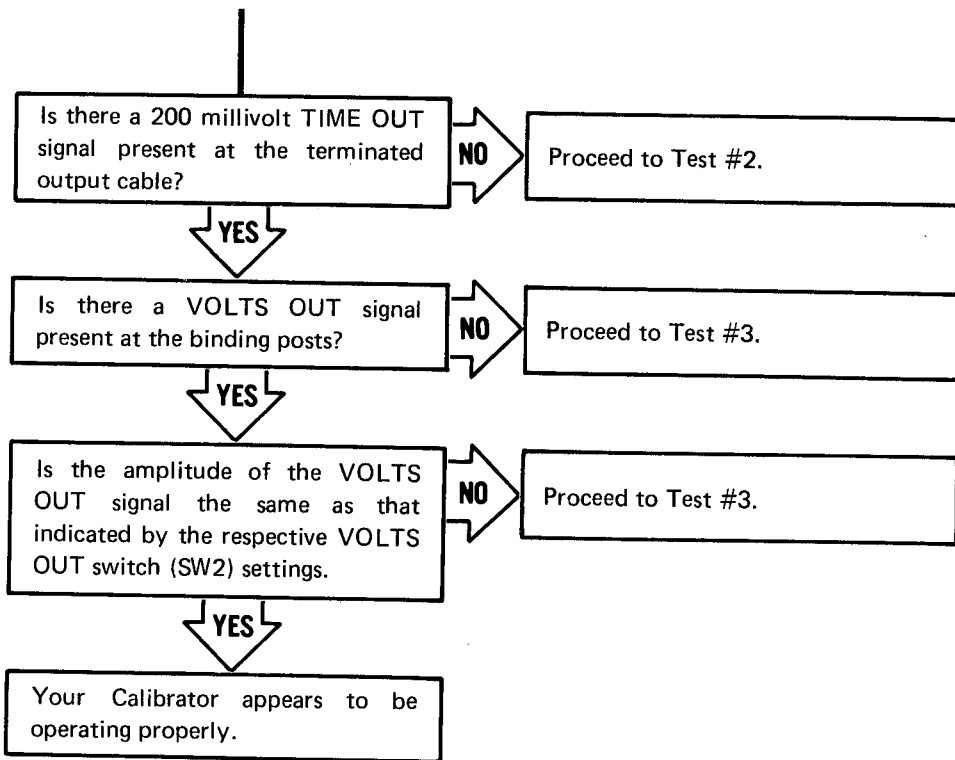 Is there a 200 millivolt TIME OUT
signal present at the terminated
output cable?
NO
Proceed to Test #2.
YES
Is there a VOLTS OUT signal
present at the binding posts?
NO
Proceed to Test #3.
YES
Is the amplitude of the VOLTS
OUT signal the same as that
indicated by the respective VOLTS
OUT switch (SW2) settings.
NO
Proceed to Test #3.
YES
Your Calibrator appears to be
operating properly.